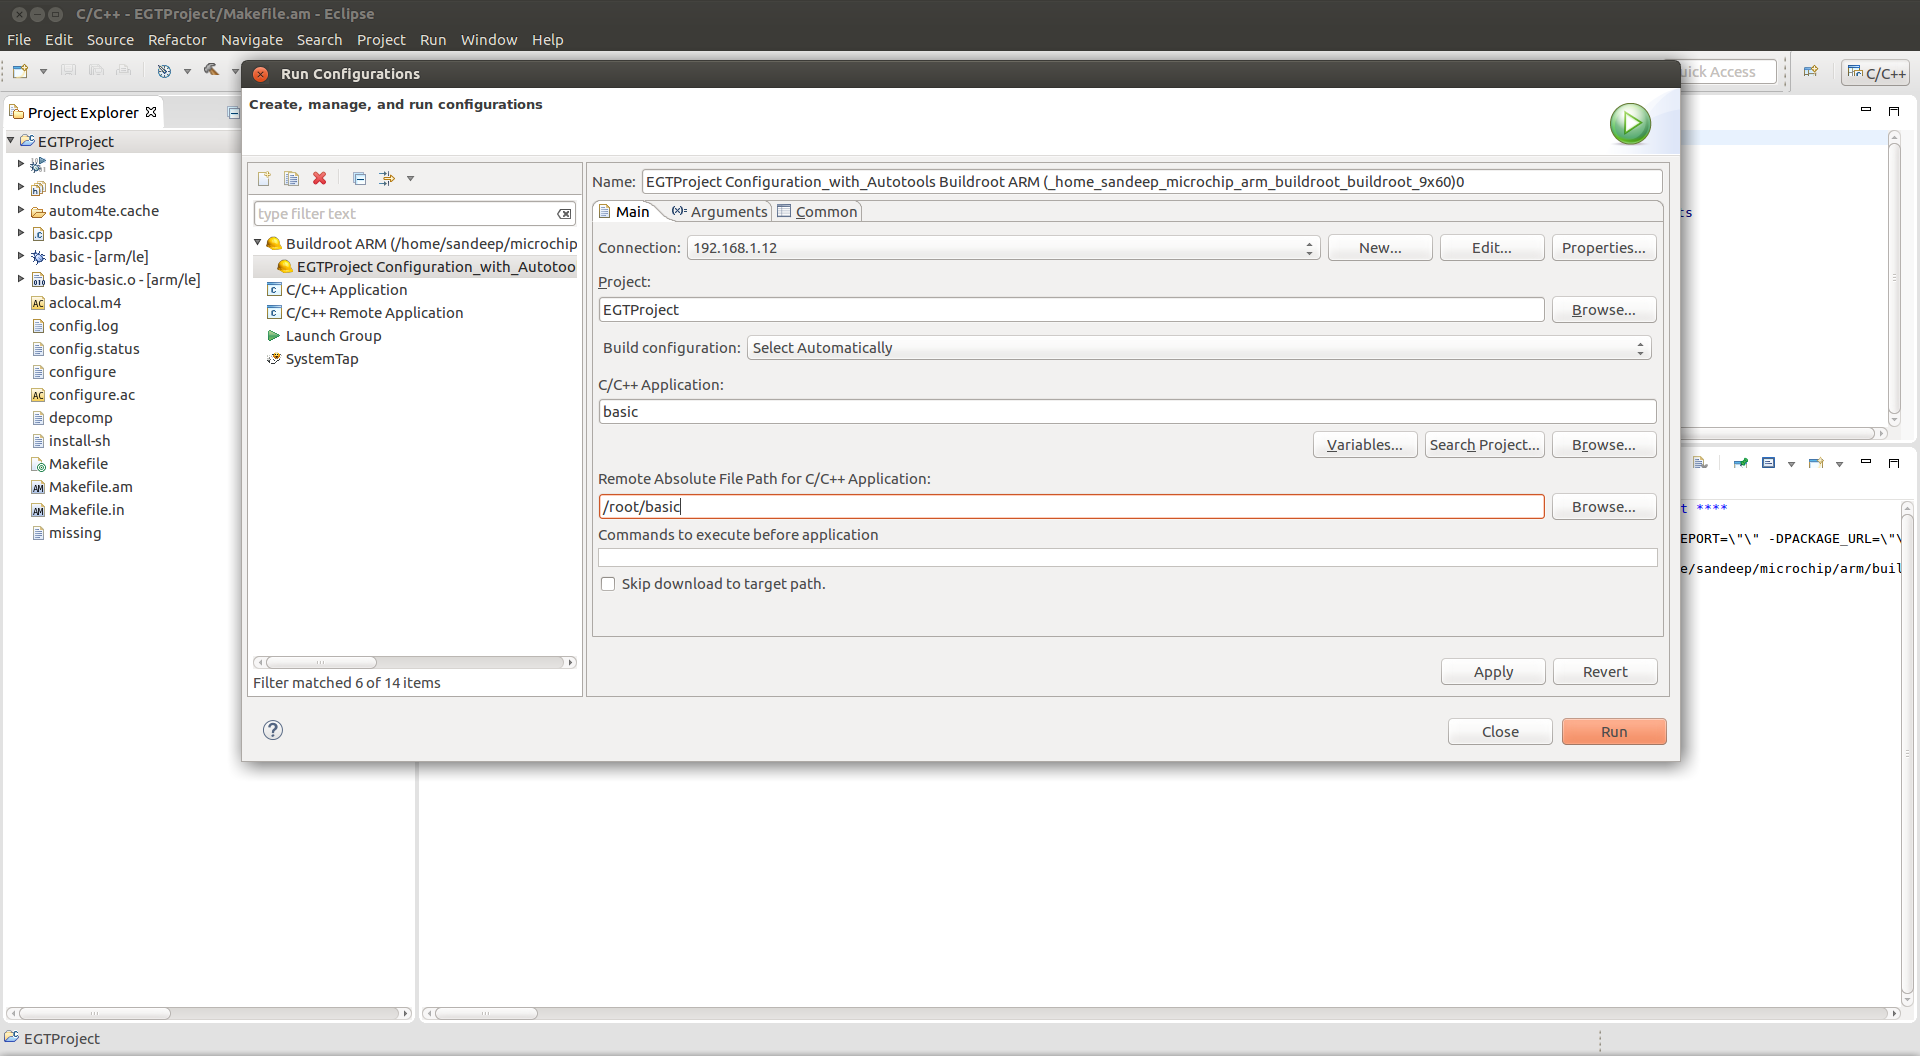 C/C++ - EGTProject/Makefile.am - Eclipse
File Edit Source Refactor Navigate Search Project Run Window Help
Run Configurations
Access
C/C++
Create, manage, and run configurations
Project Explorer
EGTProject
Binaries
Includes
autom4te.cache
basic.cpp
basic - [arm/le]
basic-basic.o - [arm/le]
aclocal.m4
config.log
config.status
configure
configure.ac
depcomp
install-sh
Makefile
Makefile.am
Makefile.in
missing
type filter text
Buildroot ARM (/home/sandeep/microchip
EGTProject Configuration_with_Autotoo
C/C++ Application
C/C++ Remote Application
Launch Group
SystemTap
Filter matched 6 of 14 items
Name: EGTProject Configuration_with_Autotools Buildroot ARM (_home_sandeep_microchip_arm_buildroot_buildroot_9x60)0
Main Arguments Common
Connection: 192.168.1.12 New... Edit... Properties...
Project:
EGTProject Browse...
Build configuration: Select Automatically
C/C++ Application:
basic
Variables... Search Project... Browse...
Remote Absolute File Path for C/C++ Application:
/root/basic Browse...
Commands to execute before application
Skip download to target path.
Apply Revert
Close Run
ts
t ****
EPORT=\"\" -DPACKAGE_URL=\"\
e/sandeep/microchip/arm/buil
EGTProject